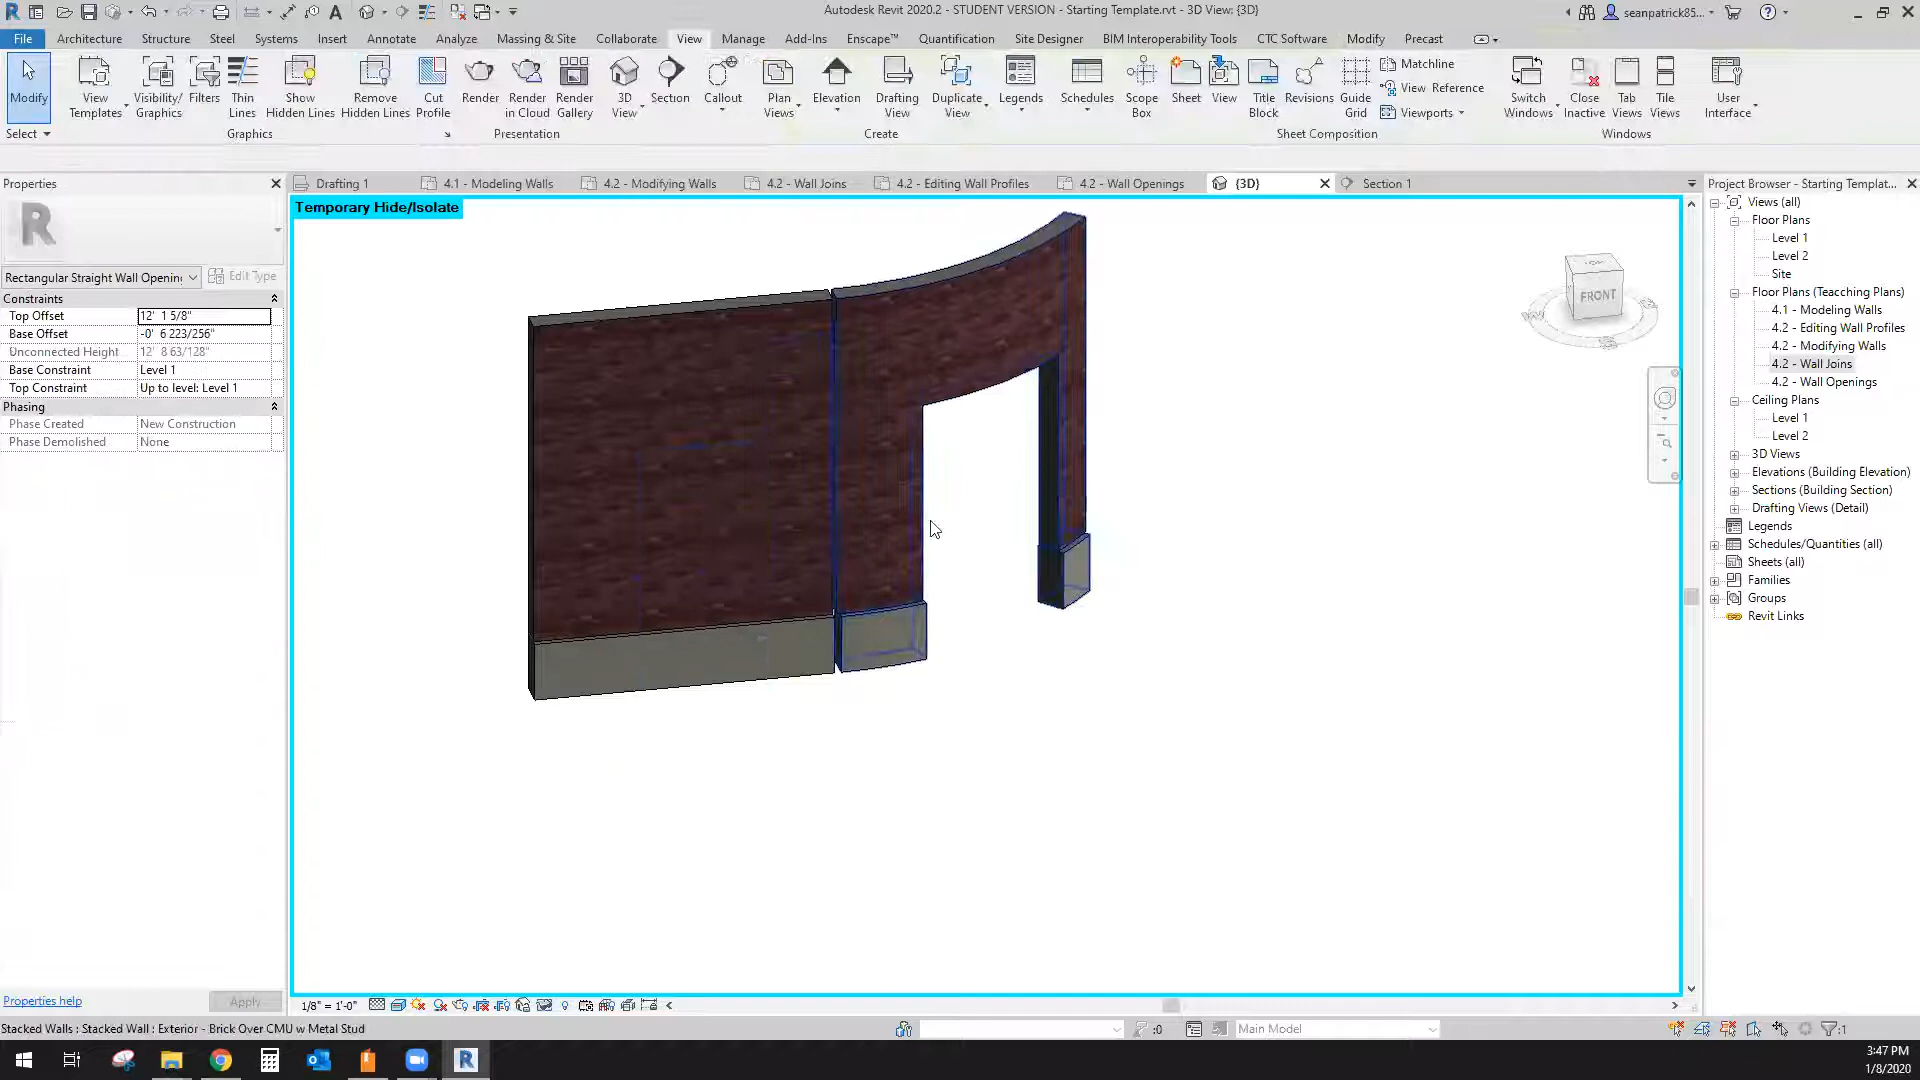 Autodesk Revit 2020.2 - STUDENT VERSION - Starting Template.rvt - 3D View: {3D}
seanpatrick85...
File Architecture Structure Steel Systems Insert Annotate Analyze Massing & Site Collaborate View Manage Add-Ins Enscape™ Quantification Site Designer BIM Interoperability Tools CTC Software Modify Precast
Modify
View Templates
Visibility/ Graphics
Filters
Thin Lines
Show Hidden Lines
Remove Hidden Lines
Cut Profile
Render
Render in Cloud
Render Gallery
3D View
Section
Callout
Plan Views
Elevation
Drafting View
Duplicate View
Legends
Schedules
Scope Box
Sheet
View
Title Block
Revisions
Guide Grid
Matchline
View Reference
Viewports
Switch Windows
Close Inactive
Tab Views
Tile Views
User Interface
Select Graphics Presentation Create Sheet Composition Windows
Properties
Drafting 1 4.1 - Modeling Walls 4.2 - Modifying Walls 4.2 - Wall Joins 4.2 - Editing Wall Profiles 4.2 - Wall Openings {3D} Section 1
Project Browser - Starting Templat...
R
Rectangular Straight Wall Opening
Edit Type
Constraints
Top Offset 12' 1 5/8"
Base Offset -0' 6 223/256"
Unconnected Height 12' 8 63/128"
Base Constraint Level 1
Top Constraint Up to level: Level 1
Phasing
Phase Created New Construction
Phase Demolished None
Temporary Hide/Isolate
FRONT
Views (all)
Floor Plans
Level 1
Level 2
Site
Floor Plans (Teacching Plans)
4.1 - Modeling Walls
4.2 - Editing Wall Profiles
4.2 - Modifying Walls
4.2 - Wall Joins
4.2 - Wall Openings
Ceiling Plans
Level 1
Level 2
3D Views
Elevations (Building Elevation)
Sections (Building Section)
Drafting Views (Detail)
Legends
Schedules/Quantities (all)
Sheets (all)
Families
Groups
Revit Links
Properties help
Apply
1/8" = 1'-0"
Stacked Walls : Stacked Wall : Exterior - Brick Over CMU w Metal Stud
:0
Main Model
:1
3:47 PM
1/8/2020